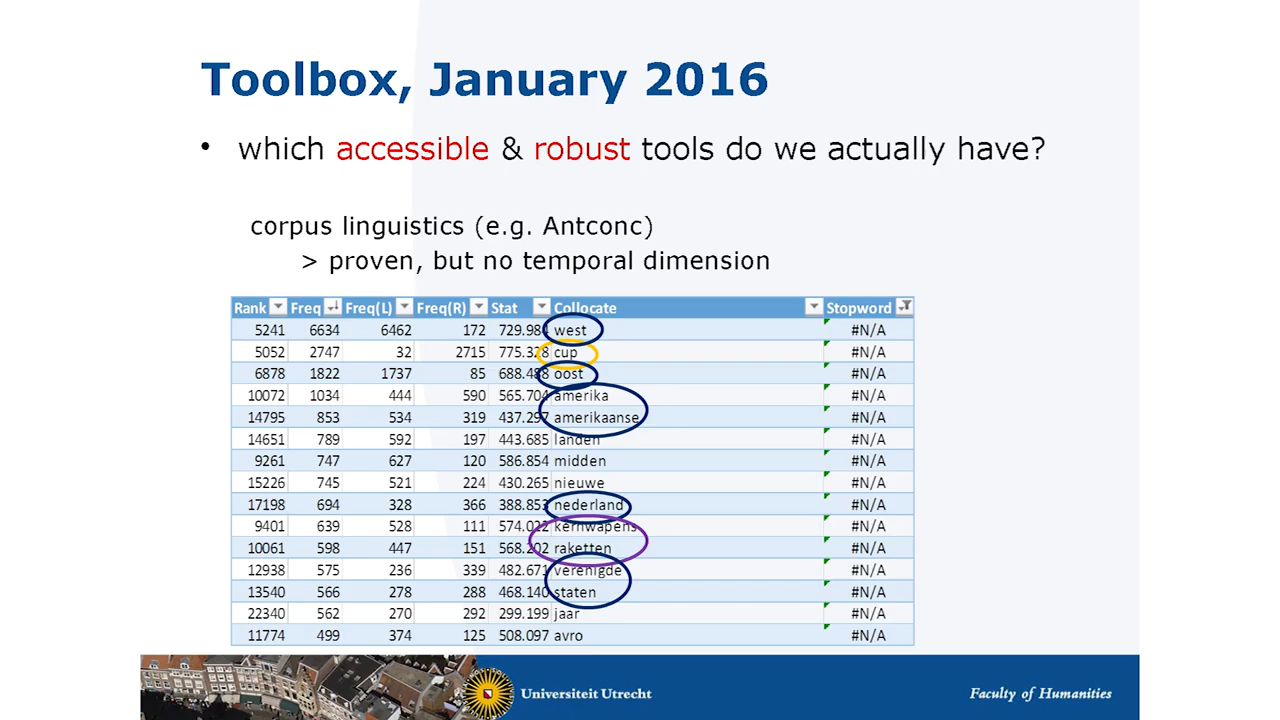 Toolbox, January 2016
• which accessible & robust tools do we actually have?
corpus linguistics (e.g. Antconc)
> proven, but no temporal dimension
Rank Freq Freq(L) Freq(R) Stat Collocate Stopword
5241 6634 6462 172 729.984 west #N/A
5052 2747 32 2715 775.328 cup #N/A
6878 1822 1737 85 688.488 oost #N/A
10072 1034 444 590 565.704 amerika #N/A
14795 853 534 319 437.297 amerikaanse #N/A
14651 789 592 197 443.685 landen #N/A
9261 747 627 120 586.854 midden #N/A
15226 745 521 224 430.265 nieuwe #N/A
17198 694 328 366 388.853 nederland #N/A
9401 639 528 111 574.022 kernwapens #N/A
10061 598 447 151 568.202 raketten #N/A
12938 575 236 339 482.671 verenigde #N/A
13540 566 278 288 468.140 staten #N/A
22340 562 270 292 299.199 jaar #N/A
11774 499 374 125 508.097 avro #N/A
Universiteit Utrecht
Faculty of Humanities